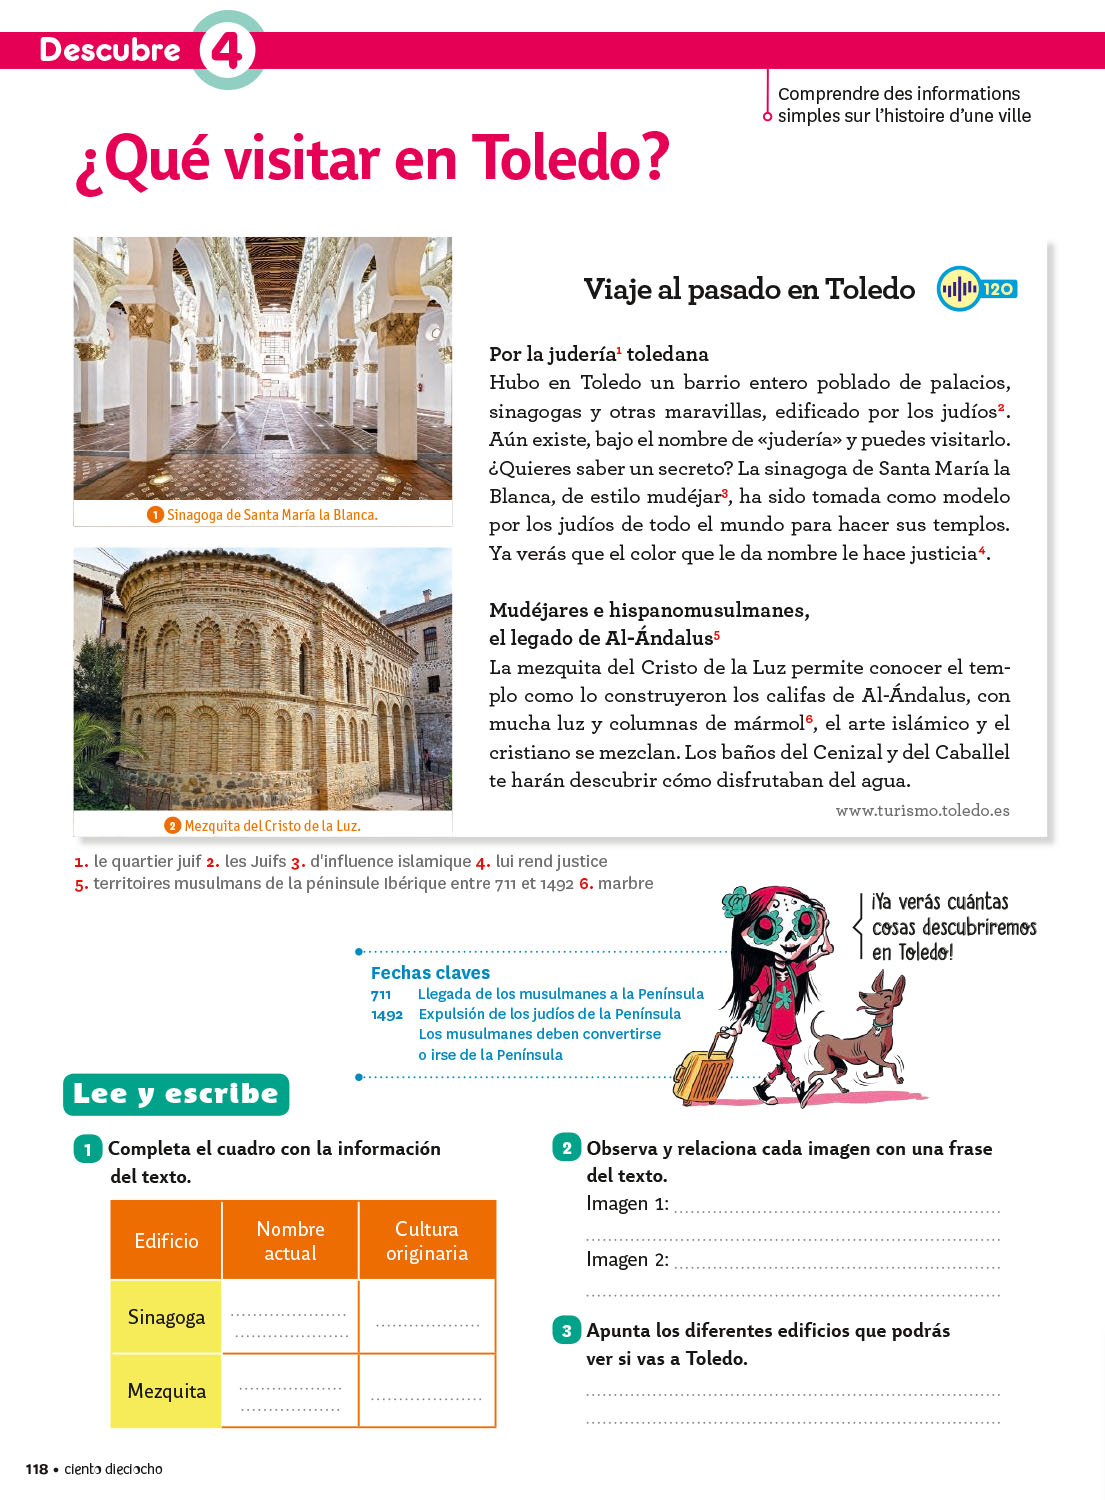 Descubre 4
Comprendre des informations
simples sur l'histoire d'une ville
¿Qué visitar en Toledo?
1 Sinagoga de Santa María la Blanca.
2 Mezquita del Cristo de la Luz.
Viaje al pasado en Toledo 120
Por la judería¹ toledana
Hubo en Toledo un barrio entero poblado de palacios,
sinagogas y otras maravillas, edificado por los judíos².
Aún existe, bajo el nombre de «judería» y puedes visitarlo.
¿Quieres saber un secreto? La sinagoga de Santa María la
Blanca, de estilo mudéjar³, ha sido tomada como modelo
por los judíos de todo el mundo para hacer sus templos.
Ya verás que el color que le da nombre le hace justicia⁴.
Mudéjares e hispanomusulmanes,
el legado de Al-Ándalus⁵
La mezquita del Cristo de la Luz permite conocer el tem-
plo como lo construyeron los califas de Al-Ándalus, con
mucha luz y columnas de mármol⁶, el arte islámico y el
cristiano se mezclan. Los baños del Cenizal y del Caballel
te harán descubrir cómo disfrutaban del agua.
www.turismo.toledo.es
1. le quartier juif 2. les Juifs 3. d'influence islamique 4. lui rend justice
5. territoires musulmans de la péninsule Ibérique entre 711 et 1492 6. marbre
¡Ya verás cuántas
cosas descubriremos
en Toledo!
Fechas claves
711 Llegada de los musulmanes a la Península
1492 Expulsión de los judíos de la Península
Los musulmanes deben convertirse
o irse de la Península
Lee y escribe
1 Completa el cuadro con la información
del texto.
Edificio
Nombre
actual
Cultura
originaria
Sinagoga
Mezquita
2 Observa y relaciona cada imagen con una frase
del texto.
Imagen 1:
Imagen 2:
3 Apunta los diferentes edificios que podrás
ver si vas a Toledo.
118 • ciento dieciocho